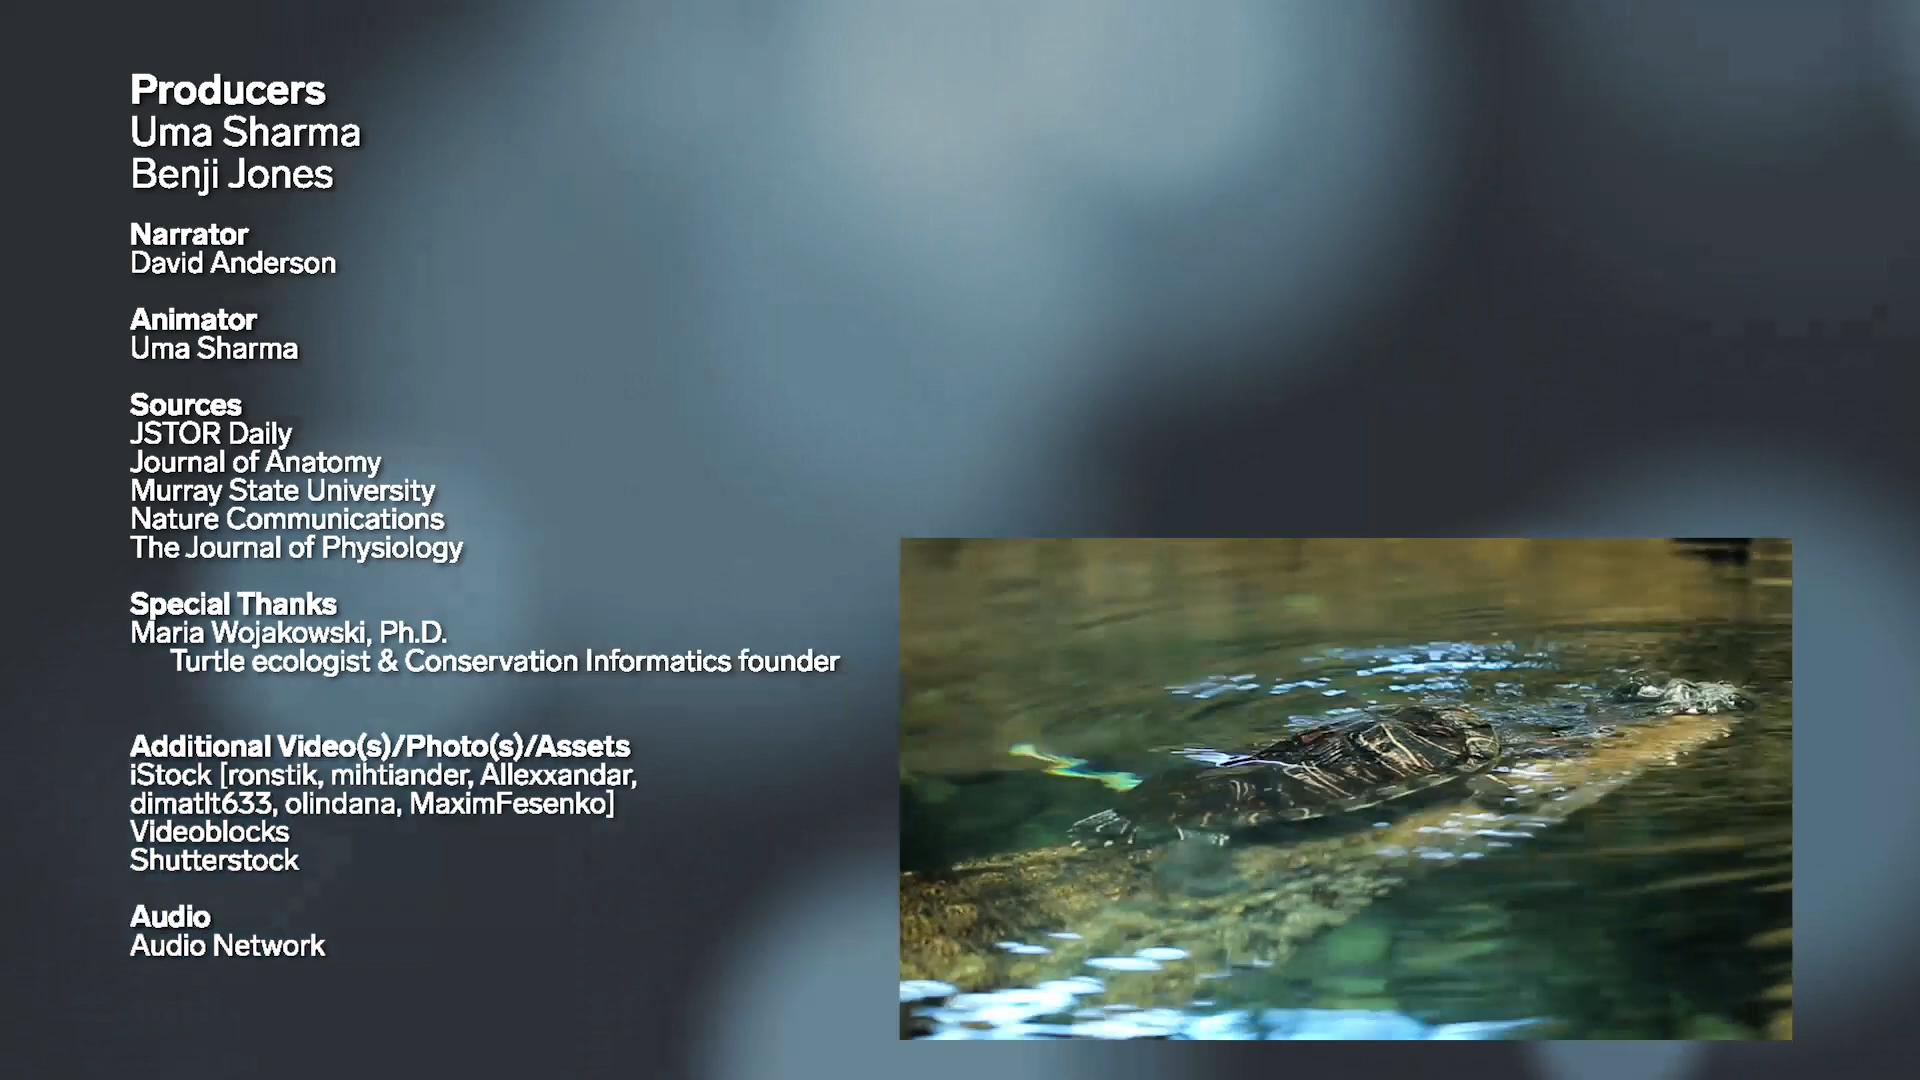 Producers
Uma Sharma
Benji Jones
Narrator
David Anderson
Animator
Uma Sharma
Sources
JSTOR Daily
Journal of Anatomy
Murray State University
Nature Communications
The Journal of Physiology
Special Thanks
Maria Wojakowski, Ph.D.
Turtle ecologist & Conservation Informatics founder
Additional Video(s)/Photo(s)/Assets
iStock [ronstik, mihtiander, Allexxandar,
dimatlt633, olindana, MaximFesenko]
Videoblocks
Shutterstock
Audio
Audio Network